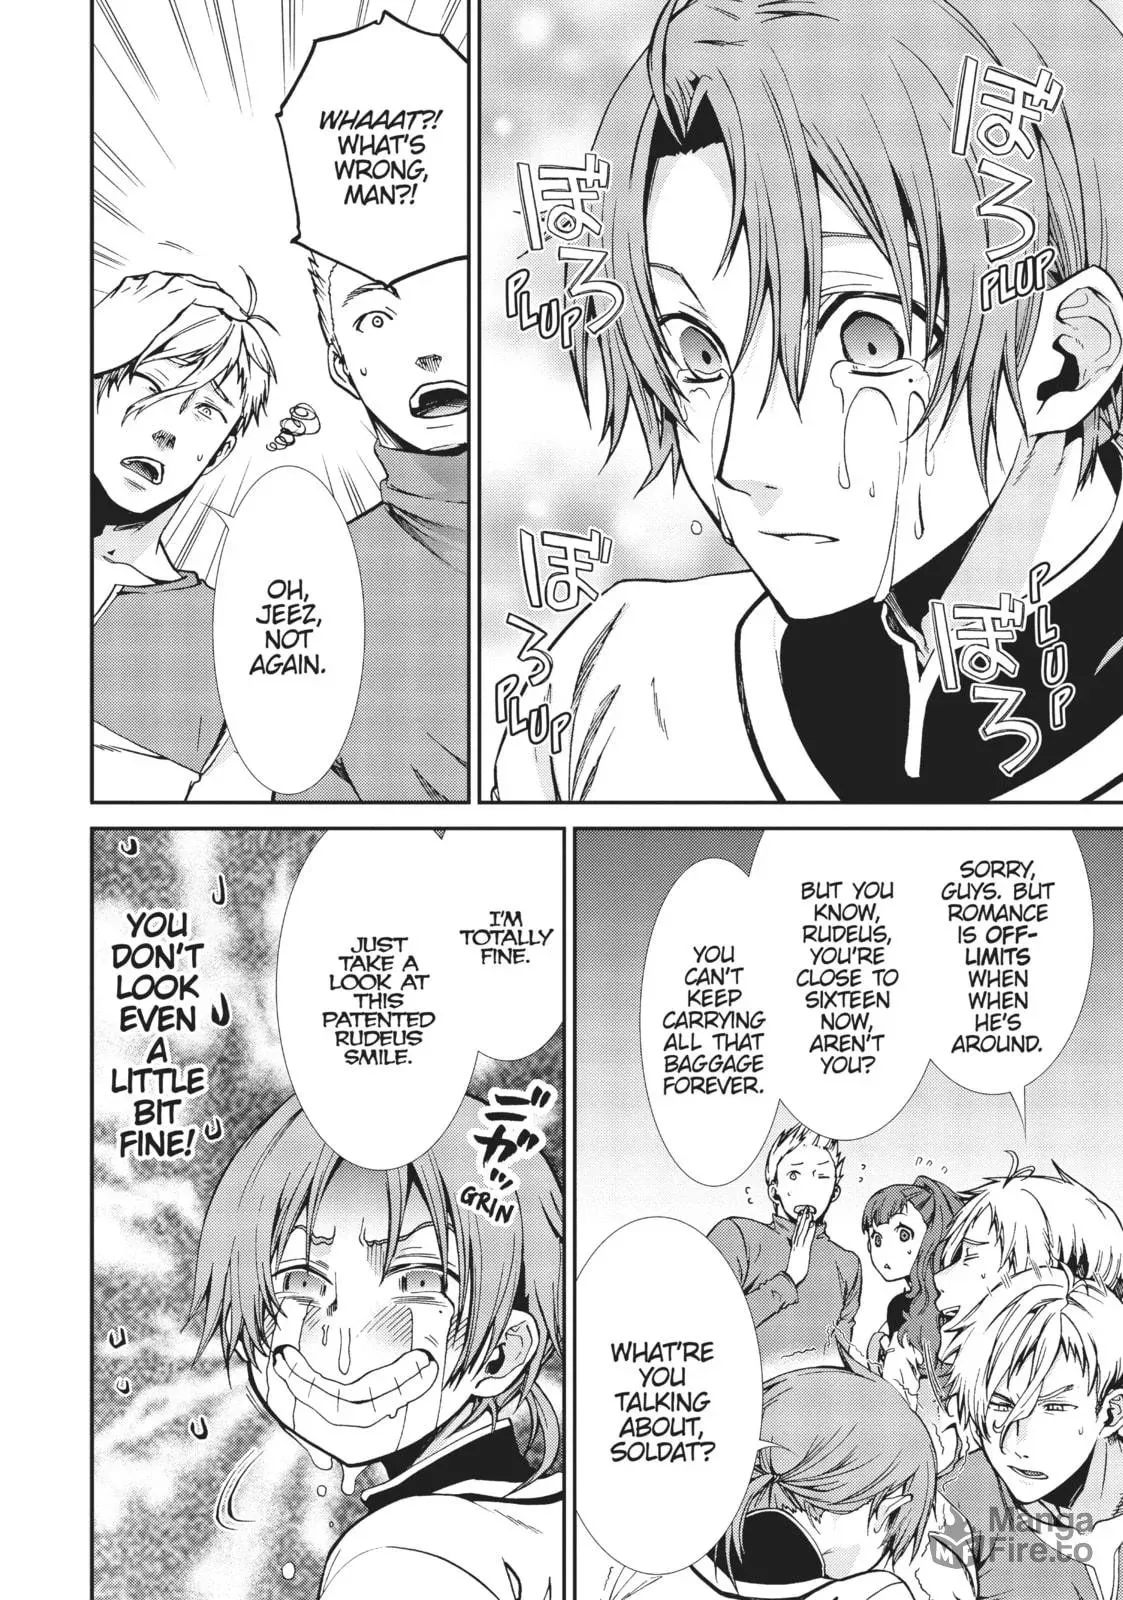 ぼろ
PLUP
ぼろ
PLUP
ぼろ
PLUP
ぼろ
PLUP
WHAAAT?!
WHAT'S
WRONG,
MAN?!
OH,
JEEZ,
NOT
AGAIN.
SORRY,
GUYS. BUT
ROMANCE
IS OFF-
LIMITS
WHEN
WHEN
HE'S
AROUND.
BUT YOU
KNOW,
RUDEUS,
YOU'RE
CLOSE TO
SIXTEEN
NOW,
AREN'T
YOU?
YOU
CAN'T
KEEP
CARRYING
ALL THAT
BAGGAGE
FOREVER.
WHAT'RE
YOU
TALKING
ABOUT,
SOLDAT?
I'M
TOTALLY
FINE.
JUST
TAKE A
LOOK AT
THIS
PATENTED
RUDEUS
SMILE.
ニガッ
GRIN
YOU
DON'T
LOOK
EVEN
A
LITTLE
BIT
FINE!
Manga
Fire.to